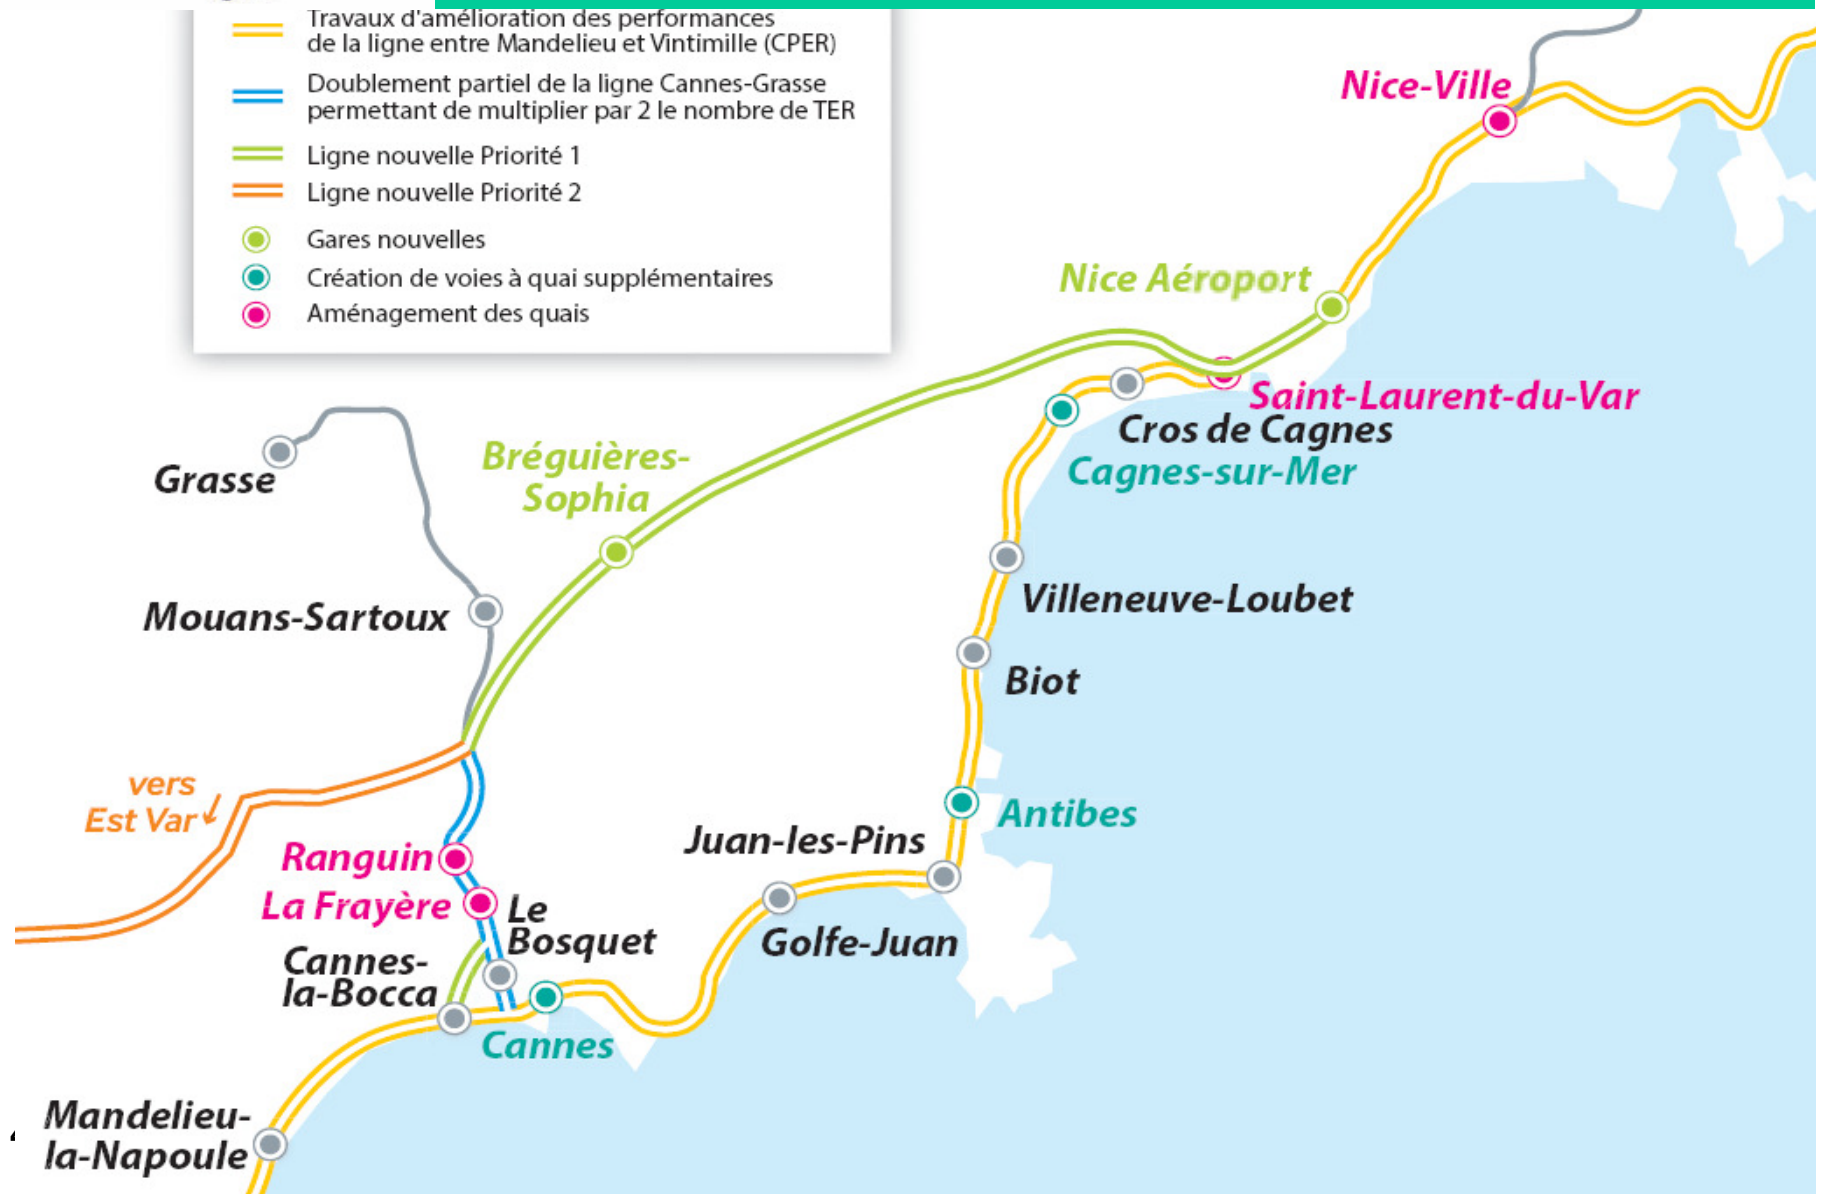 Travaux d'amélioration des performances
de la ligne entre Mandelieu et Vintimille (CPER)
Doublement partiel de la ligne Cannes-Grasse
permettant de multiplier par 2 le nombre de TER
Ligne nouvelle Priorité 1
Ligne nouvelle Priorité 2
Gares nouvelles
Création de voies à quai supplémentaires
Aménagement des quais
Nice-Ville
Nice Aéroport
Saint-Laurent-du-Var
Cros de Cagnes
Cagnes-sur-Mer
Grasse
Bréguières-
Sophia
Villeneuve-Loubet
Mouans-Sartoux
Biot
vers
Est Var
Antibes
Juan-les-Pins
Ranguin
La Frayère
Le
Bosquet
Golfe-Juan
Cannes-
la-Bocca
Cannes
Mandelieu-
la-Napoule